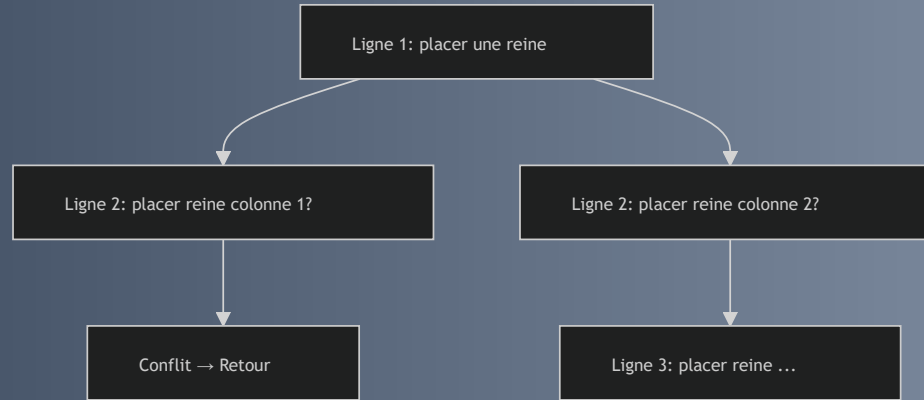 Ligne 1: placer une reine
Ligne 2: placer reine colonne 1?
Ligne 2: placer reine colonne 2?
Conflit → Retour
Ligne 3: placer reine ...